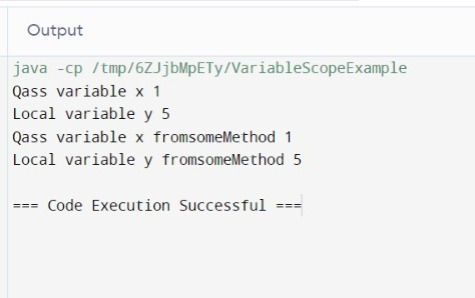 Output
java -cp /tmp/6ZJjbMpETy/VariableScopeExample
Qass variable x 1
Local variable y 5
Qass variable x fromsomeMethod 1
Local variable y fromsomeMethod 5
=== Code Execution Successful ===